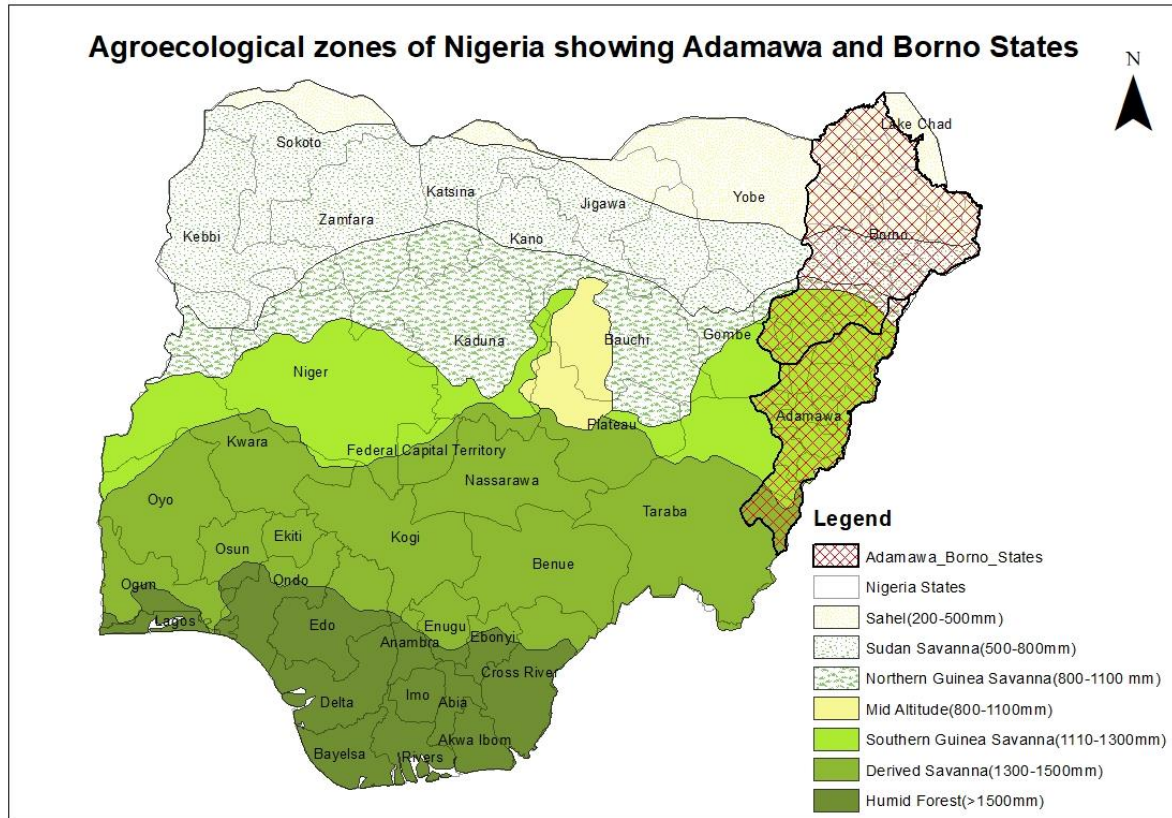 Agroecological zones of Nigeria showing Adamawa and Borno States
N
Lake Chad
Sokoto
Katsina
Yobe
Jigawa
Zamfara
Kebbi
Kano
Borno
Gombe
Kaduna
Bauchi
Niger
Adamawa
Plateau
Kwara
Federal Capital Territory
Nassarawa
Oyo
Taraba
Ekiti
Kogi
Osun
Benue
Ogun
Ondo
Lagos
Edo
Enugu
Ebonyi
Anambra
Cross River
Imo
Delta
Abia
Akwa Ibom
Bayelsa
Rivers
Legend
Adamawa_Borno_States
Nigeria States
Sahel(200-500mm)
Sudan Savanna(500-800mm)
Northern Guinea Savanna(800-1100 mm)
Mid Altitude(800-1100mm)
Southern Guinea Savanna(1110-1300mm)
Derived Savanna(1300-1500mm)
Humid Forest(>1500mm)